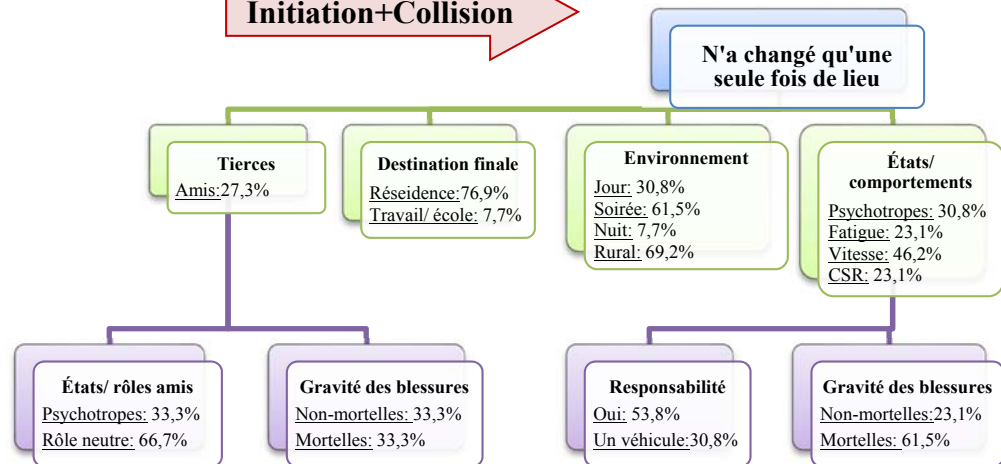 Initiation+Collision
N'a changé qu'une
seule fois de lieu
Tierces
Amis:27,3%
Destination finale
Réseidence:76,9%
Travail/ école: 7,7%
Environnement
Jour: 30,8%
Soirée: 61,5%
Nuit: 7,7%
Rural: 69,2%
États/
comportements
Psychotropes: 30,8%
Fatigue: 23,1%
Vitesse: 46,2%
CSR: 23,1%
États/ rôles amis
Psychotropes: 33,3%
Rôle neutre: 66,7%
Gravité des blessures
Non-mortelles: 33,3%
Mortelles: 33,3%
Responsabilité
Oui: 53,8%
Un véhicule:30,8%
Gravité des blessures
Non-mortelles:23,1%
Mortelles: 61,5%